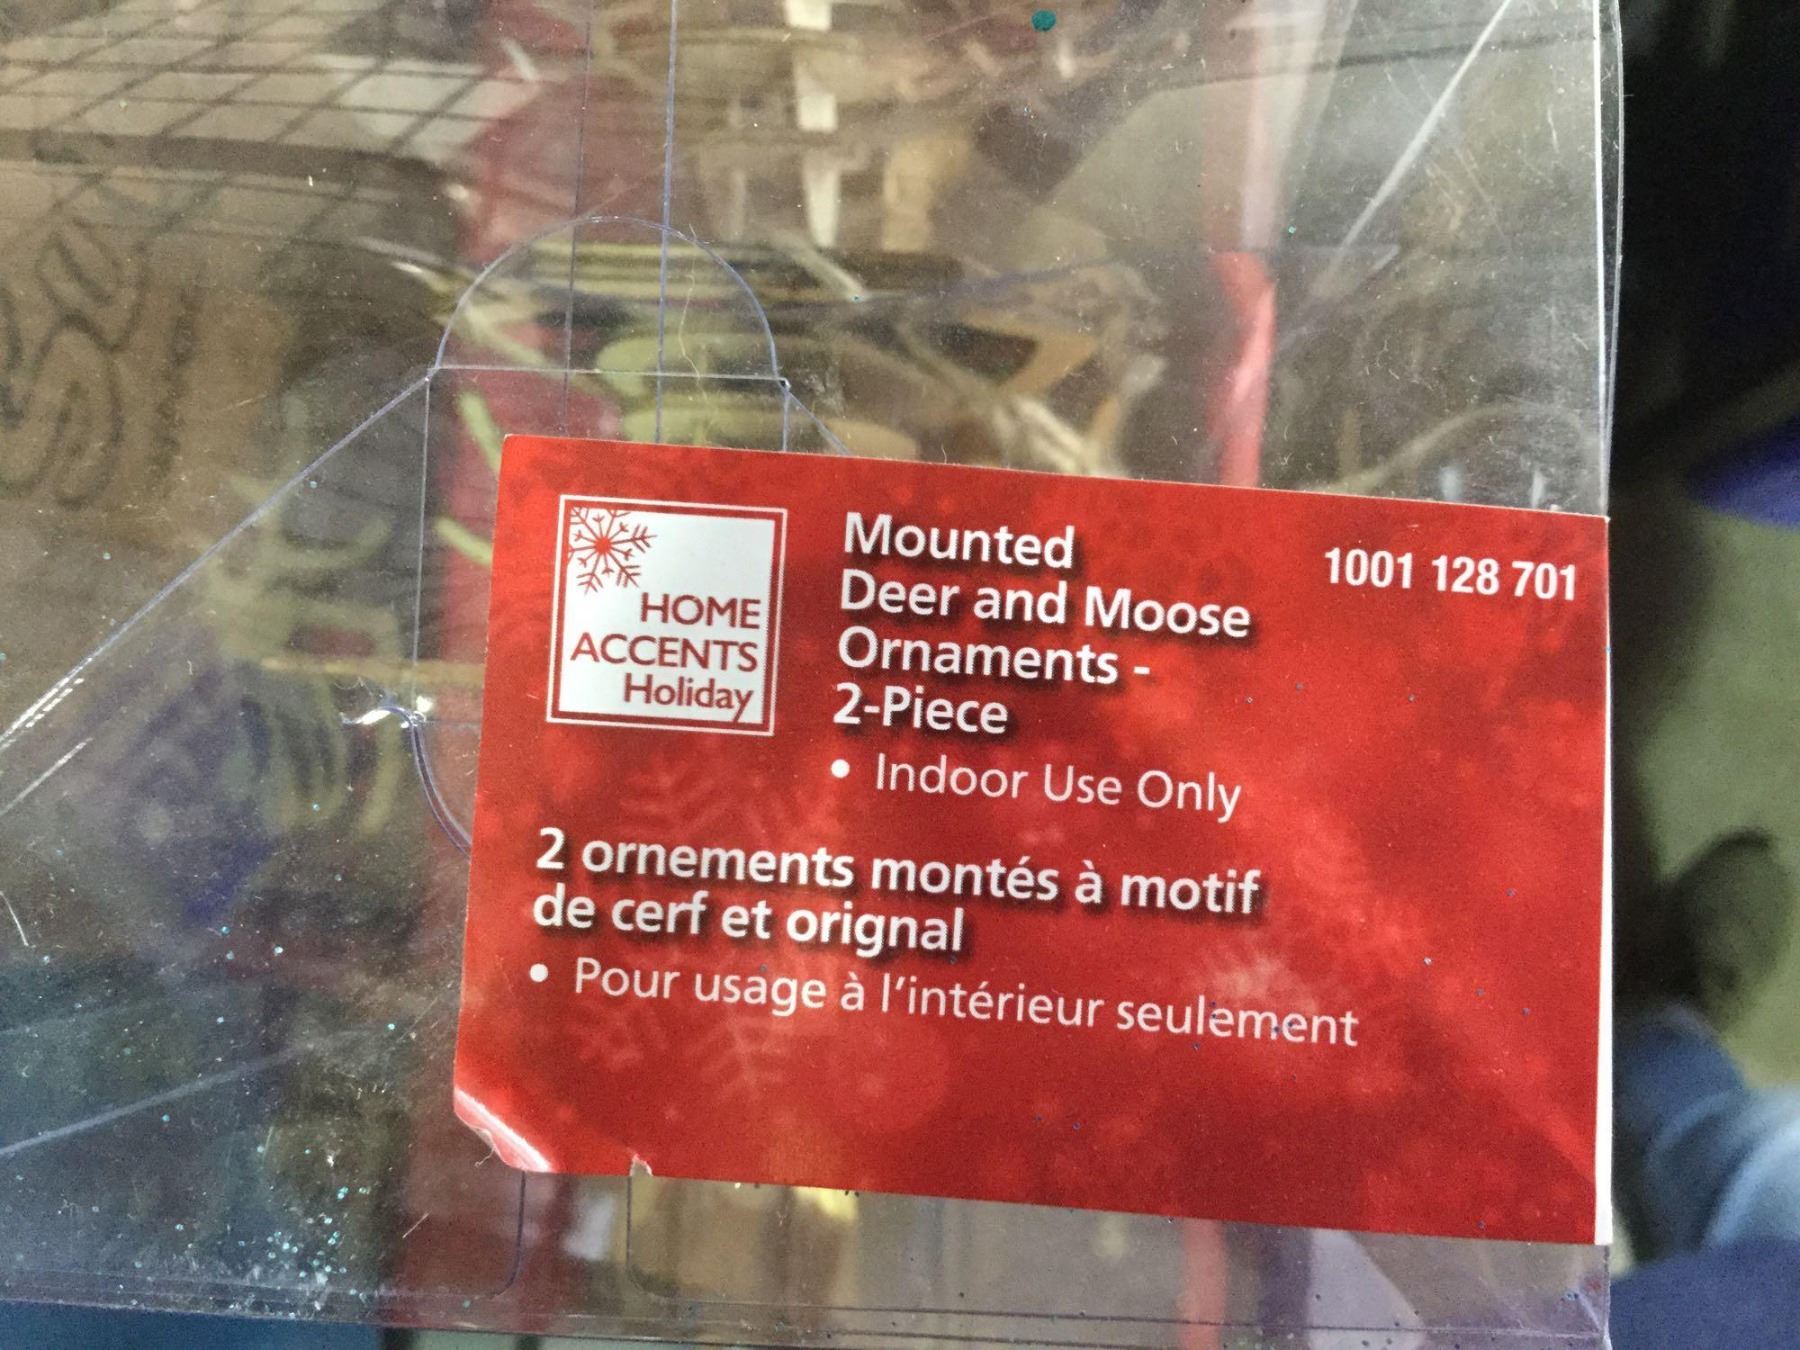 HOME
ACCENTS
Holiday
Mounted
Deer and Moose
Ornaments -
2-Piece
• Indoor Use Only
1001 128 701
2 ornements montés à motif
de cerf et orignal
• Pour usage à l'intérieur seulement